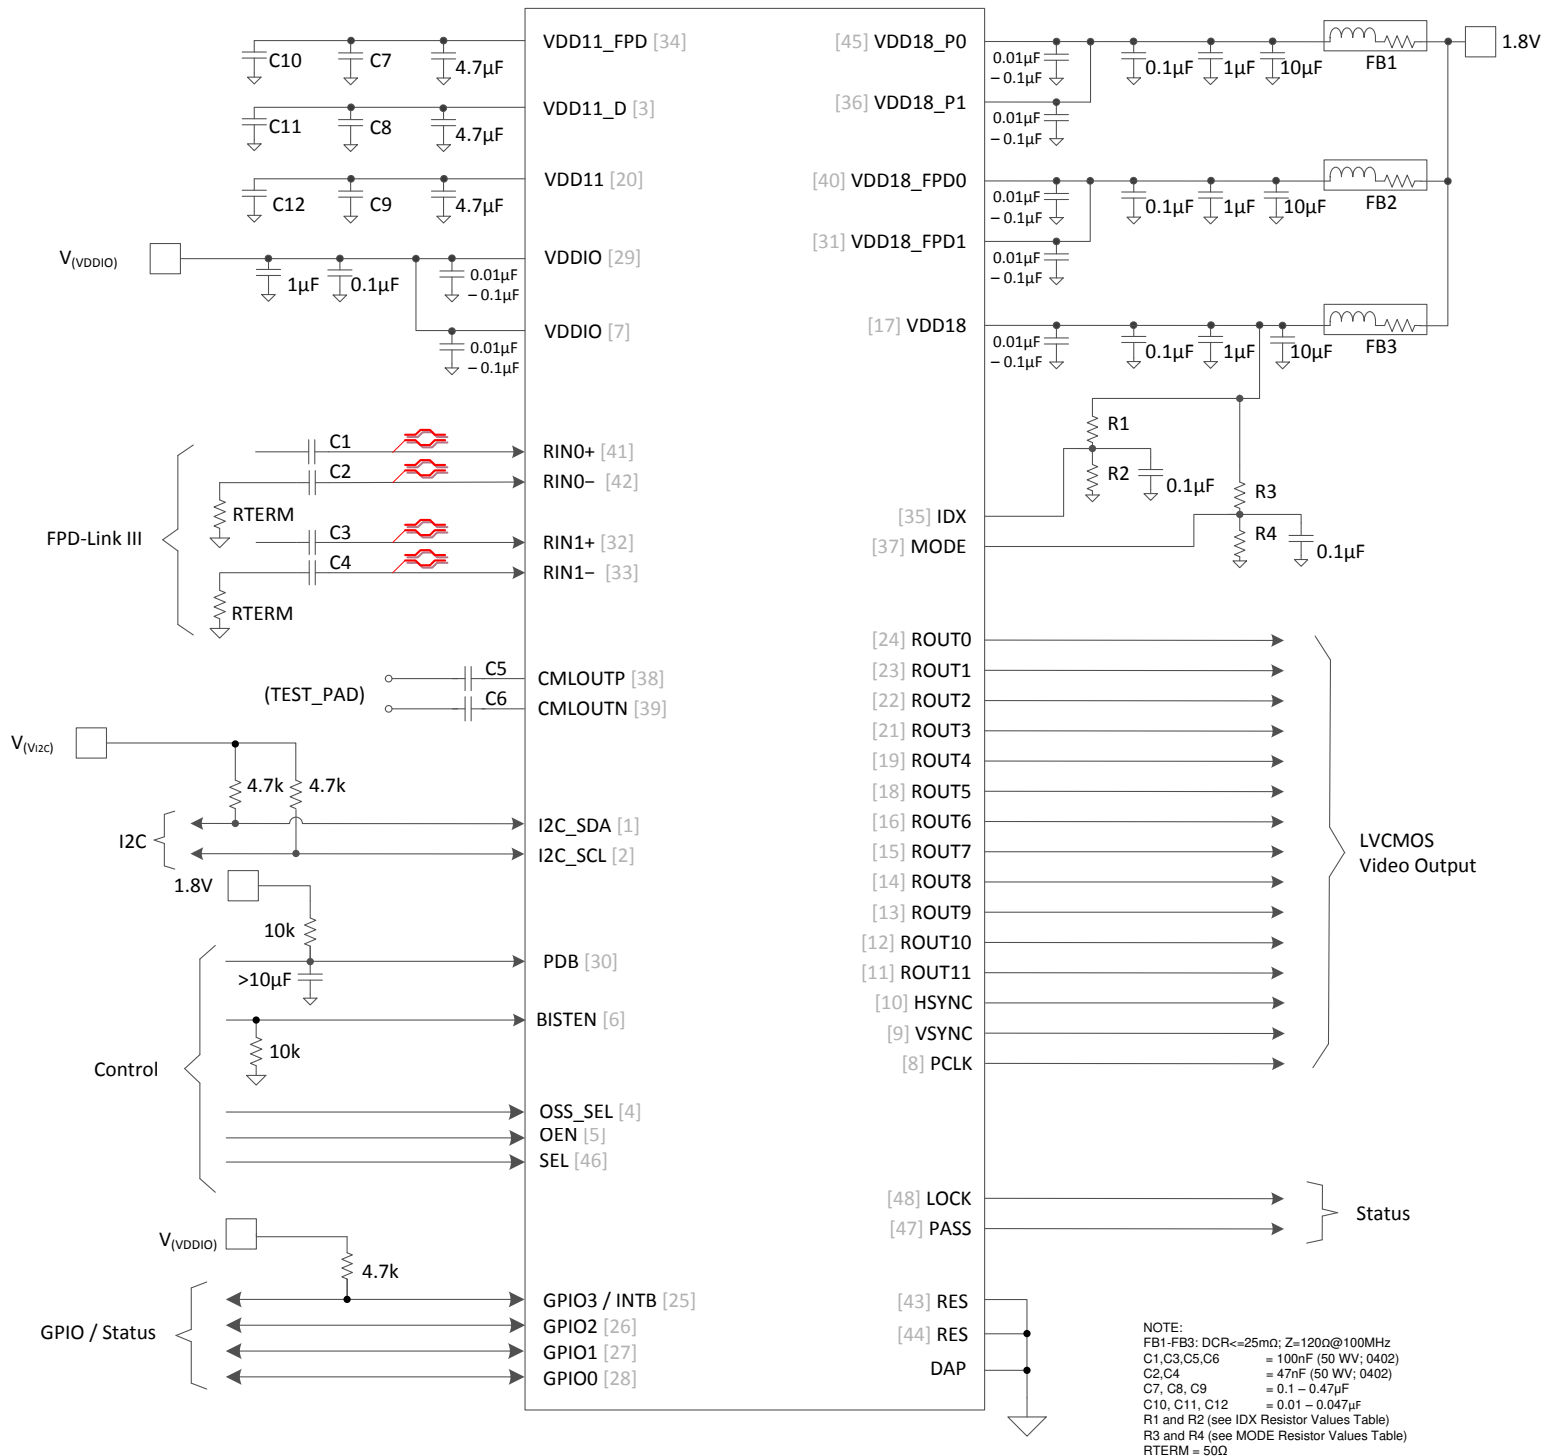 VDD11_FPD [34]
C10
C7
4.7µF
VDD11_D [3]
C11
C8
4.7µF
VDD11 [20]
C12
C9
4.7µF
V(VDDIO)
VDDIO [29]
1µF
0.1µF
0.01µF
– 0.1µF
VDDIO [7]
0.01µF
– 0.1µF
FPD-Link III
C1
RIN0+ [41]
C2
RIN0– [42]
RTERM
C3
RIN1+ [32]
C4
RIN1– [33]
RTERM
(TEST_PAD)
C5
CMLOUTP [38]
C6
CMLOUTN [39]
V(VI2C)
4.7k
4.7k
I2C
I2C_SDA [1]
I2C_SCL [2]
1.8V
10k
PDB [30]
>10µF
BISTEN [6]
10k
Control
OSS_SEL [4]
OEN [5]
SEL [46]
V(VDDIO)
4.7k
GPIO / Status
GPIO3 / INTB [25]
GPIO2 [26]
GPIO1 [27]
GPIO0 [28]
[45] VDD18_P0
0.01µF
– 0.1µF
0.1µF
1µF
10µF
FB1
1.8V
[36] VDD18_P1
0.01µF
– 0.1µF
[40] VDD18_FPD0
0.01µF
– 0.1µF
0.1µF
1µF
10µF
FB2
[31] VDD18_FPD1
0.01µF
– 0.1µF
[17] VDD18
0.01µF
– 0.1µF
0.1µF
1µF
10µF
FB3
R1
R2
0.1µF
R3
R4
0.1µF
[35] IDX
[37] MODE
[24] ROUT0
[23] ROUT1
[22] ROUT2
[21] ROUT3
[19] ROUT4
[18] ROUT5
[16] ROUT6
[15] ROUT7
[14] ROUT8
[13] ROUT9
[12] ROUT10
[11] ROUT11
[10] HSYNC
[9] VSYNC
[8] PCLK
LVCMOS
Video Output
[48] LOCK
[47] PASS
Status
[43] RES
[44] RES
DAP
NOTE:
FB1-FB3: DCR<=25mΩ; Z=120Ω@100MHz
C1,C3,C5,C6 = 100nF (50 WV; 0402)
C2,C4 = 47nF (50 WV; 0402)
C7, C8, C9 = 0.1 – 0.47µF
C10, C11, C12 = 0.01 – 0.047µF
R1 and R2 (see IDX Resistor Values Table)
R3 and R4 (see MODE Resistor Values Table)
RTERM = 50Ω